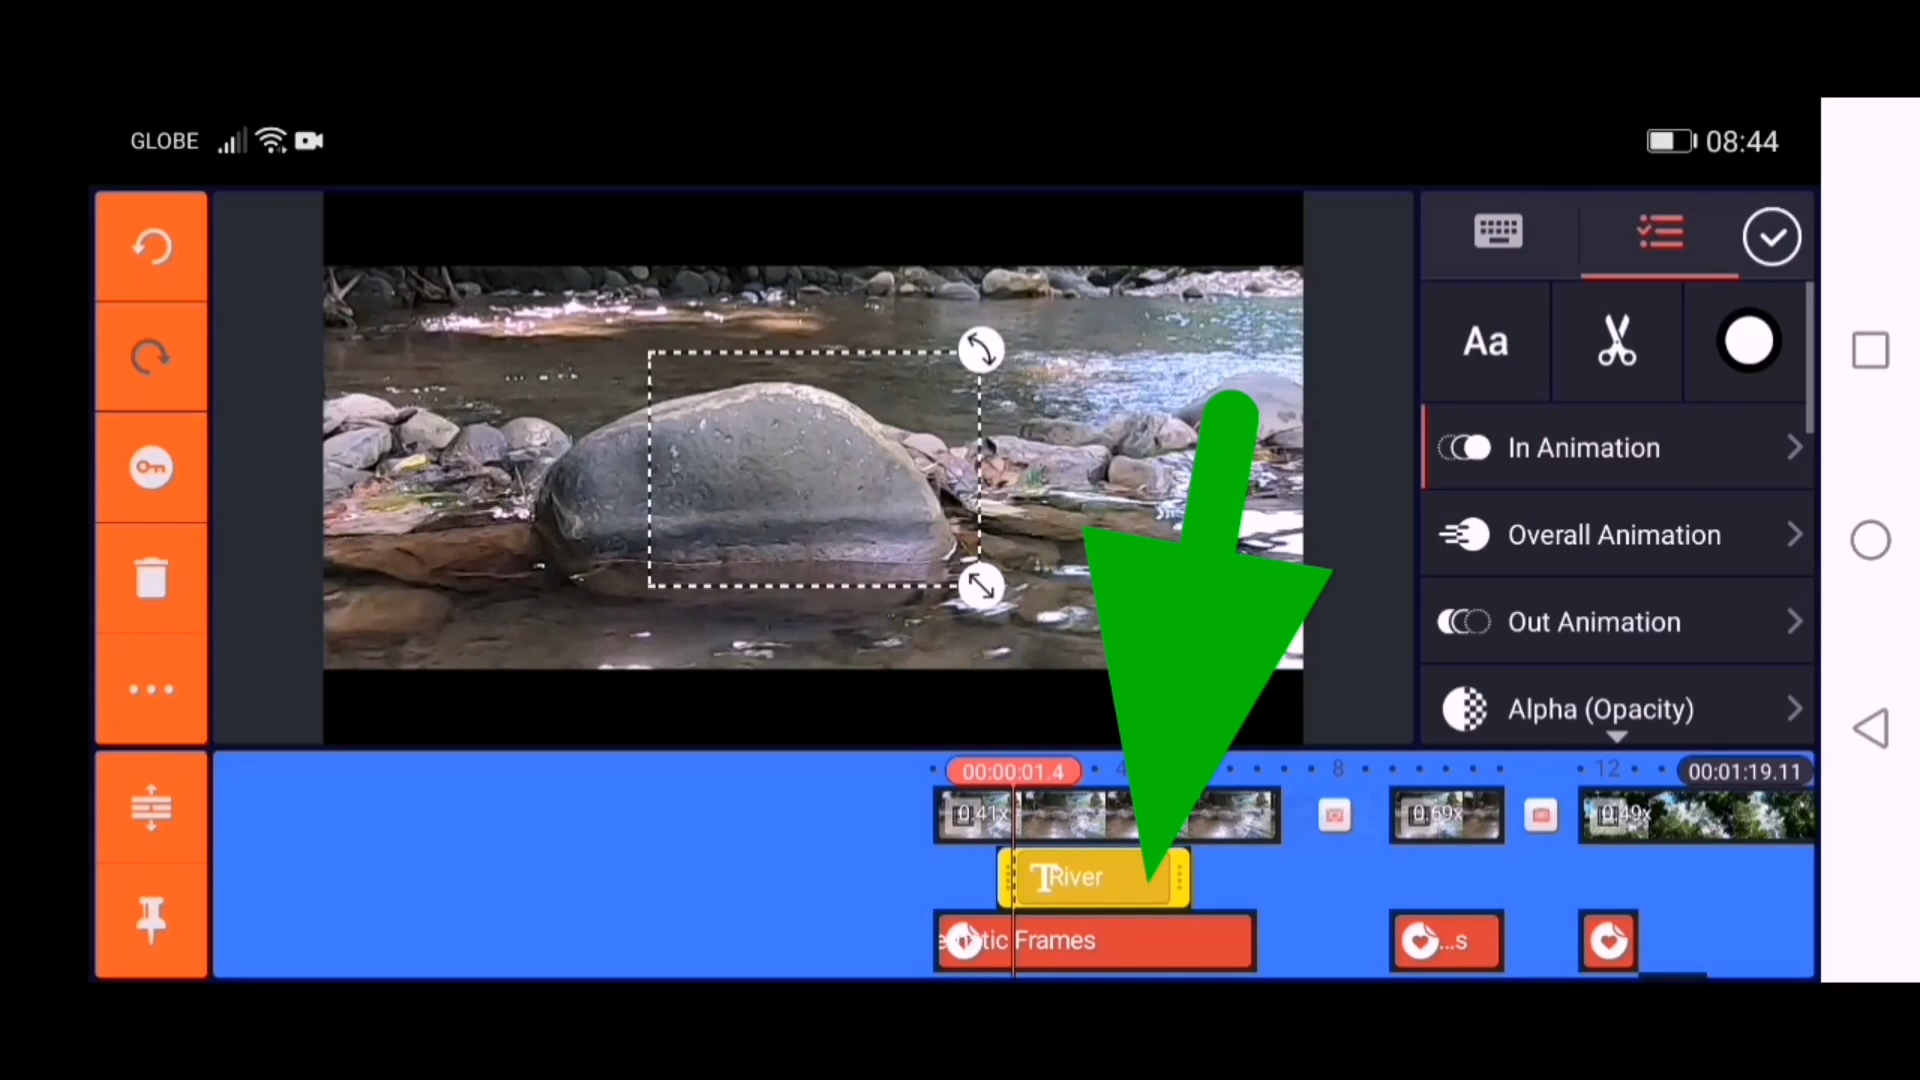 GLOBE
08:44
Aa
In Animation
Overall Animation
Out Animation
Alpha (Opacity)
00:00:01.4
4
8
12
00:01:19.11
0.41x
0.69x
0.49x
River
tic Frames
...s